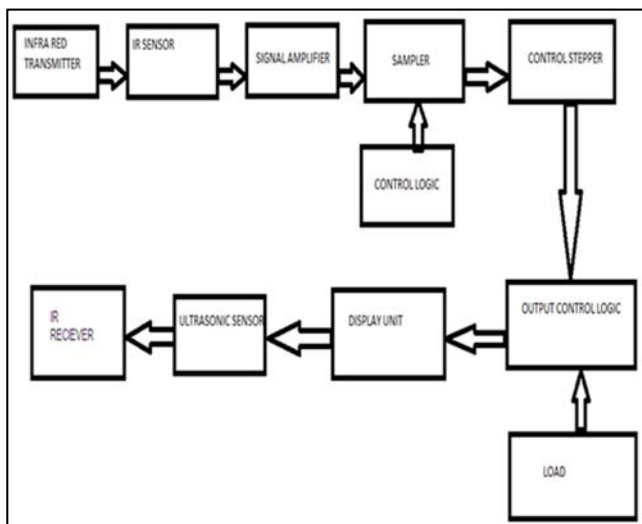 INFRA RED
TRANSMITTER
IR SENSOR
SIGNAL AMPLIFIER
SAMPLER
CONTROL STEPPER
CONTROL LOGIC
IR
RECIEVER
ULTRASONIC SENSOR
DISPLAY UNIT
OUTPUT CONTROL LOGIC
LOAD